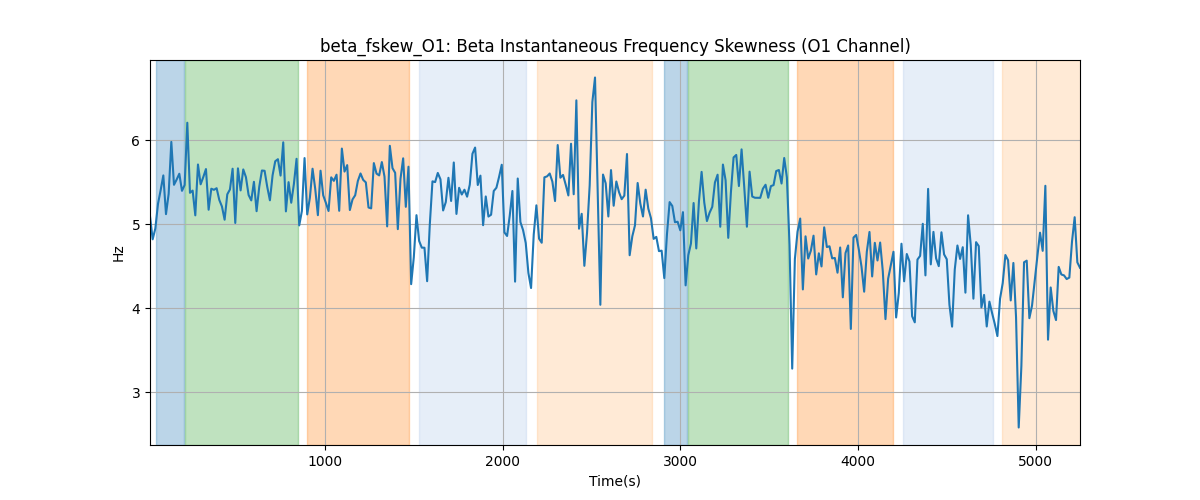 beta_fskew_O1: Beta Instantaneous Frequency Skewness (O1 Channel)
Hz
6
5
4
3
1000 2000 3000 4000 5000
Time(s)